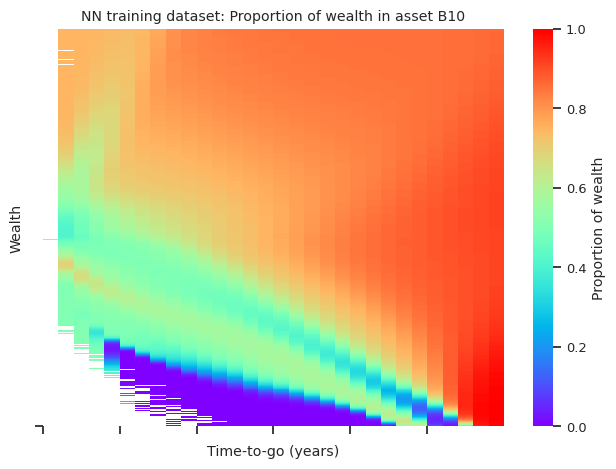 NN training dataset: Proportion of wealth in asset B10
Wealth
Time-to-go (years)
1.0
0.8
0.6
0.4
0.2
0.0
Proportion of wealth